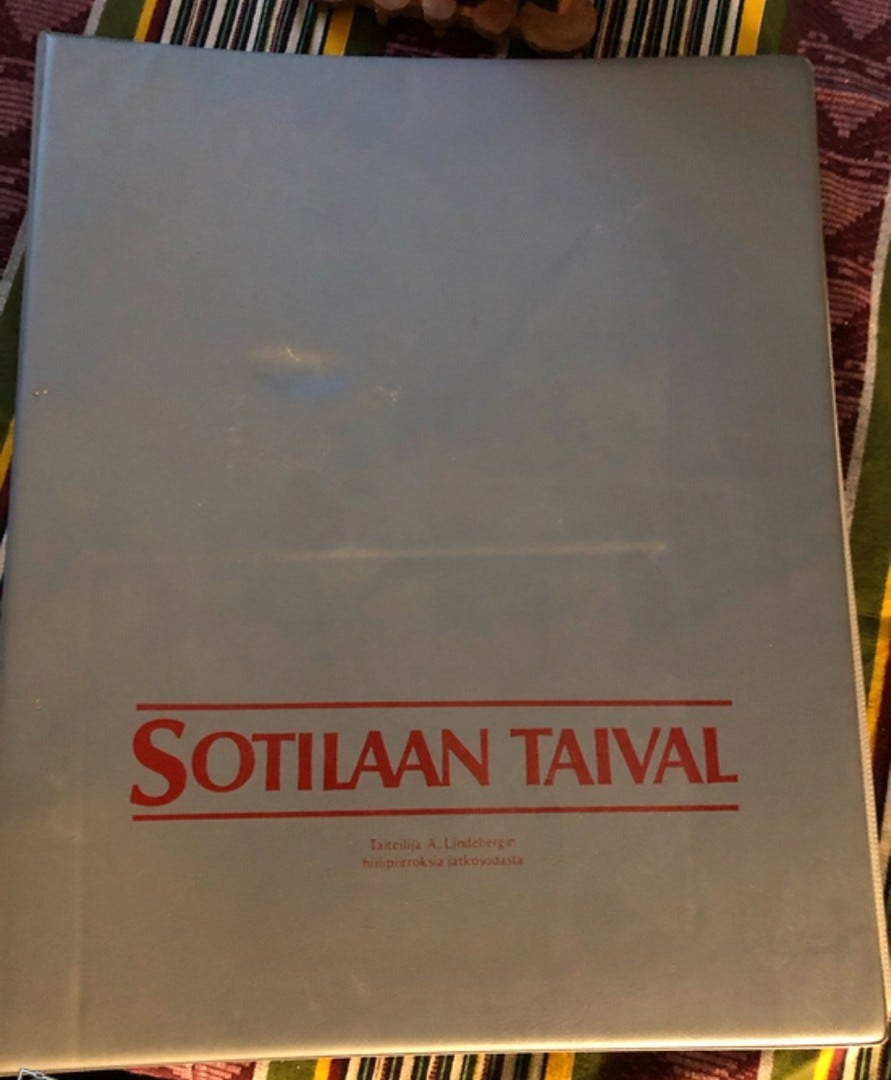 SOTILAAN TAIVAL
Taiteilija A. Lindebergin
hiilipiirroksia jatkosodasta